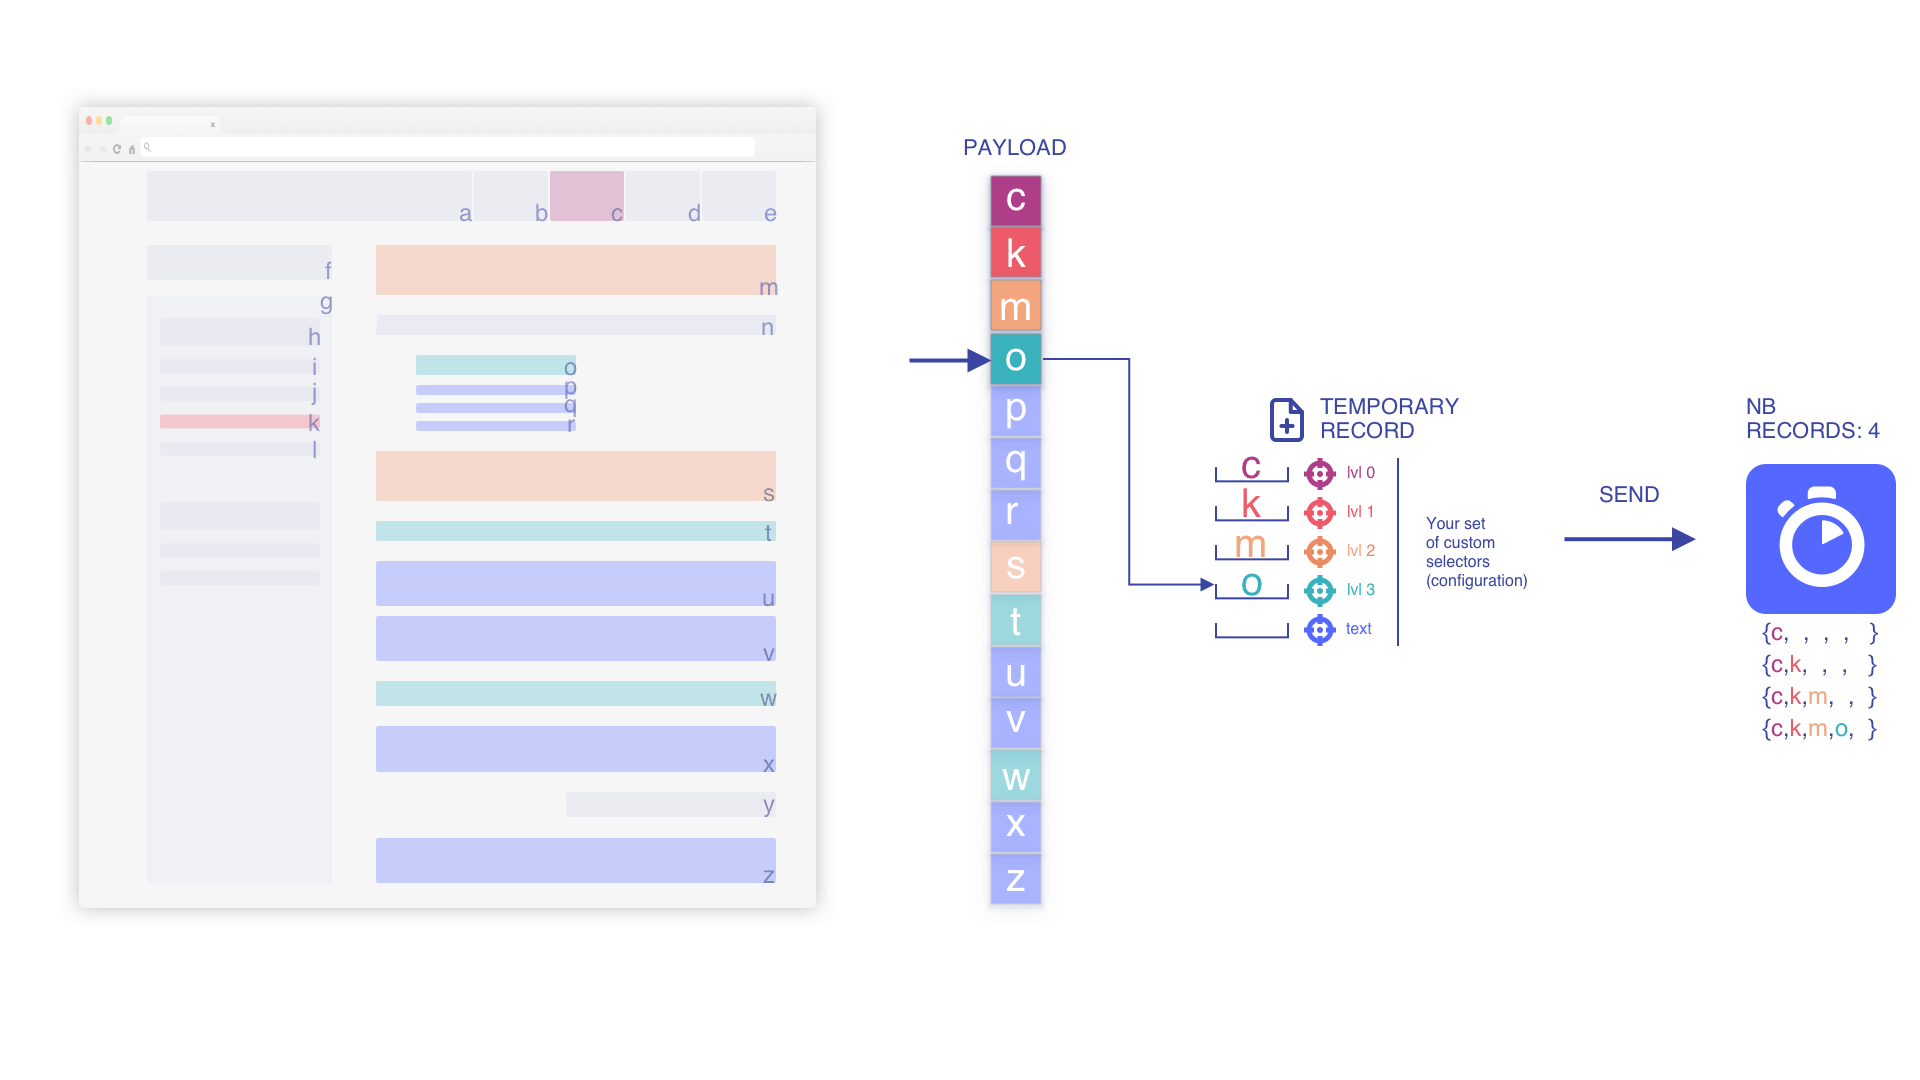 x
a
b
c
d
e
f
g
h
i
j
k
l
m
n
o
p
q
r
s
t
u
v
w
x
y
z
PAYLOAD
c
k
m
o
p
q
r
s
t
u
v
w
x
z
TEMPORARY
RECORD
c lvl 0
k lvl 1
m lvl 2
o lvl 3
text
Your set
of custom
selectors
(configuration)
SEND
NB
RECORDS: 4
{c, , , , }
{c,k, , , }
{c,k,m, , }
{c,k,m,o, }